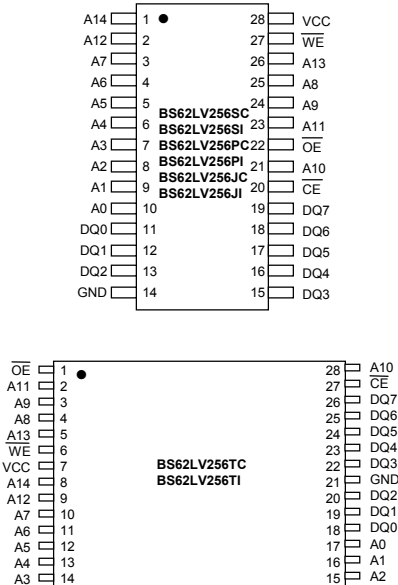 A14 1 28 VCC
A12 2 27 WE
A7 3 26 A13
A6 4 25 A8
A5 5 24 A9
BS62LV256SC
A4 6 BS62LV256SI 23 A11
A3 7 BS62LV256PC 22 OE
A2 8 BS62LV256PI 21 A10
BS62LV256JC
A1 9 BS62LV256JI 20 CE
A0 10 19 DQ7
DQ0 11 18 DQ6
DQ1 12 17 DQ5
DQ2 13 16 DQ4
GND 14 15 DQ3
OE 1 28 A10
A11 2 27 CE
A9 3 26 DQ7
A8 4 25 DQ6
A13 5 24 DQ5
WE 6 23 DQ4
VCC 7 BS62LV256TC 22 DQ3
A14 8 BS62LV256TI 21 GND
A12 9 20 DQ2
A7 10 19 DQ1
A6 11 18 DQ0
A5 12 17 A0
A4 13 16 A1
A3 14 15 A2